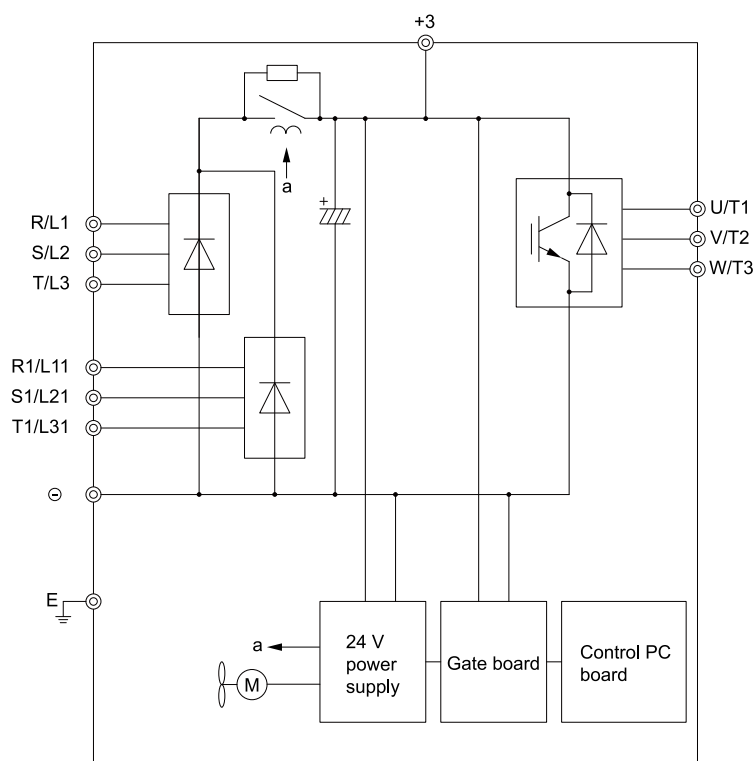 +3
a
+
R/L1
S/L2
T/L3
U/T1
V/T2
W/T3
R1/L11
S1/L21
T1/L31
⊖
E
a
M
24 V
power
supply
Gate board
Control PC
board